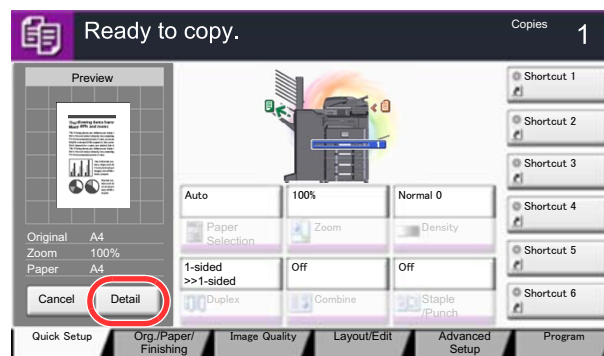 Ready to copy.
Copies 1
Preview
Original A4
Zoom 100%
Paper A4
Cancel Detail
1
Auto 100% Normal 0
Paper Selection
Zoom
Density
1-sided
>>1-sided
Off Off
Duplex
Combine
Staple
/Punch
Shortcut 1
Shortcut 2
Shortcut 3
Shortcut 4
Shortcut 5
Shortcut 6
Quick Setup
Org./Paper/
Finishing
Image Quality
Layout/Edit
Advanced
Setup
Program